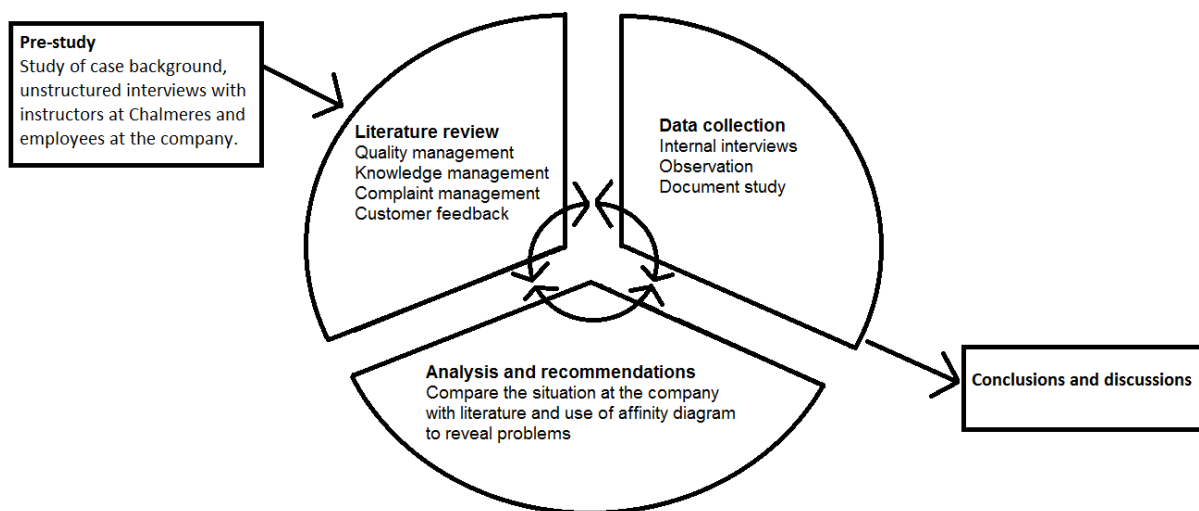 Pre-study
Study of case background,
unstructured interviews with
instructors at Chalmeres and
employees at the company.
Literature review
Quality management
Knowledge management
Complaint management
Customer feedback
Data collection
Internal interviews
Observation
Document study
Analysis and recommendations
Compare the situation at the company
with literature and use of affinity diagram
to reveal problems
Conclusions and discussions